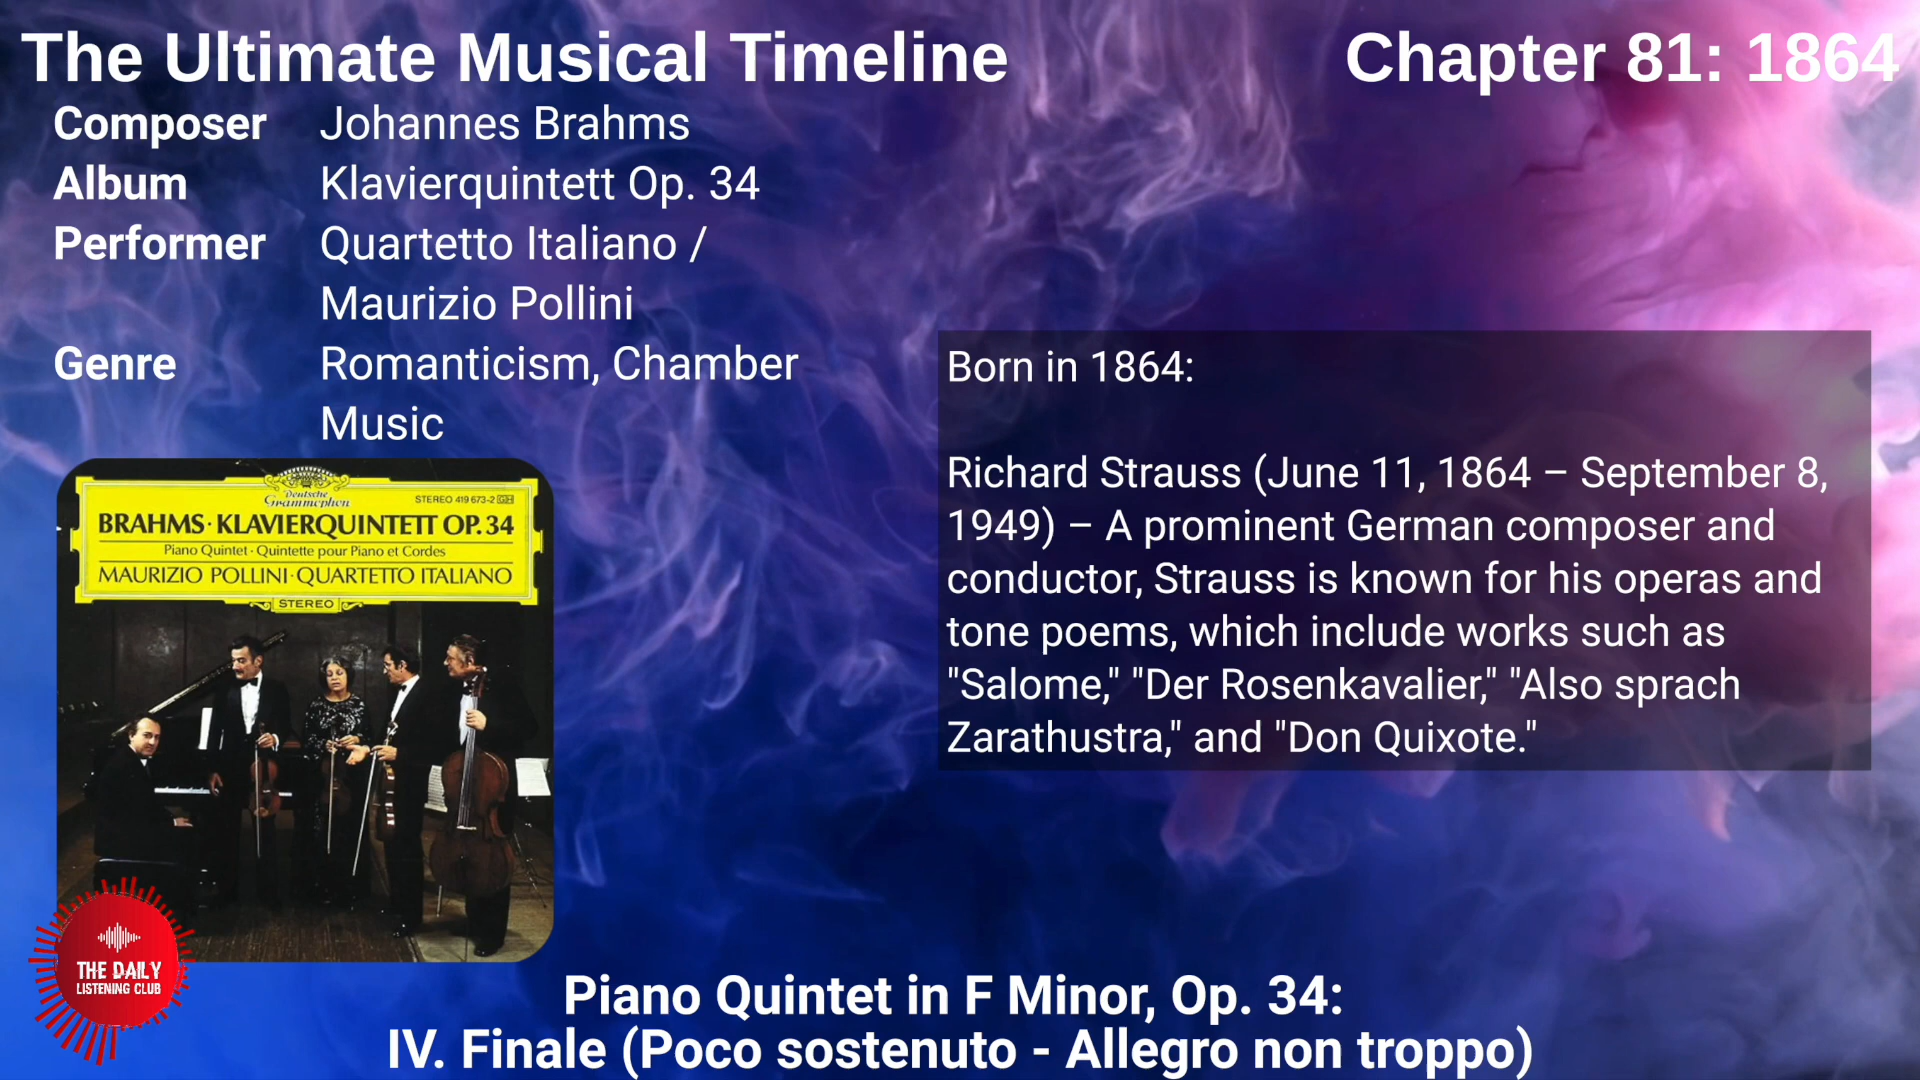 The Ultimate Musical Timeline
Chapter 81: 1864
Composer Johannes Brahms
Album Klavierquintett Op. 34
Performer Quartetto Italiano /
Maurizio Pollini
Genre Romanticism, Chamber
Music
Deutsche
Grammophon
STEREO 419 673-2 GH
BRAHMS · KLAVIERQUINTETT OP. 34
Piano Quintet · Quintette pour Piano et Cordes
MAURIZIO POLLINI · QUARTETTO ITALIANO
STEREO
Born in 1864:
Richard Strauss (June 11, 1864 – September 8,
1949) – A prominent German composer and
conductor, Strauss is known for his operas and
tone poems, which include works such as
"Salome," "Der Rosenkavalier," "Also sprach
Zarathustra," and "Don Quixote."
THE DAILY
LISTENING CLUB
Piano Quintet in F Minor, Op. 34:
IV. Finale (Poco sostenuto - Allegro non troppo)